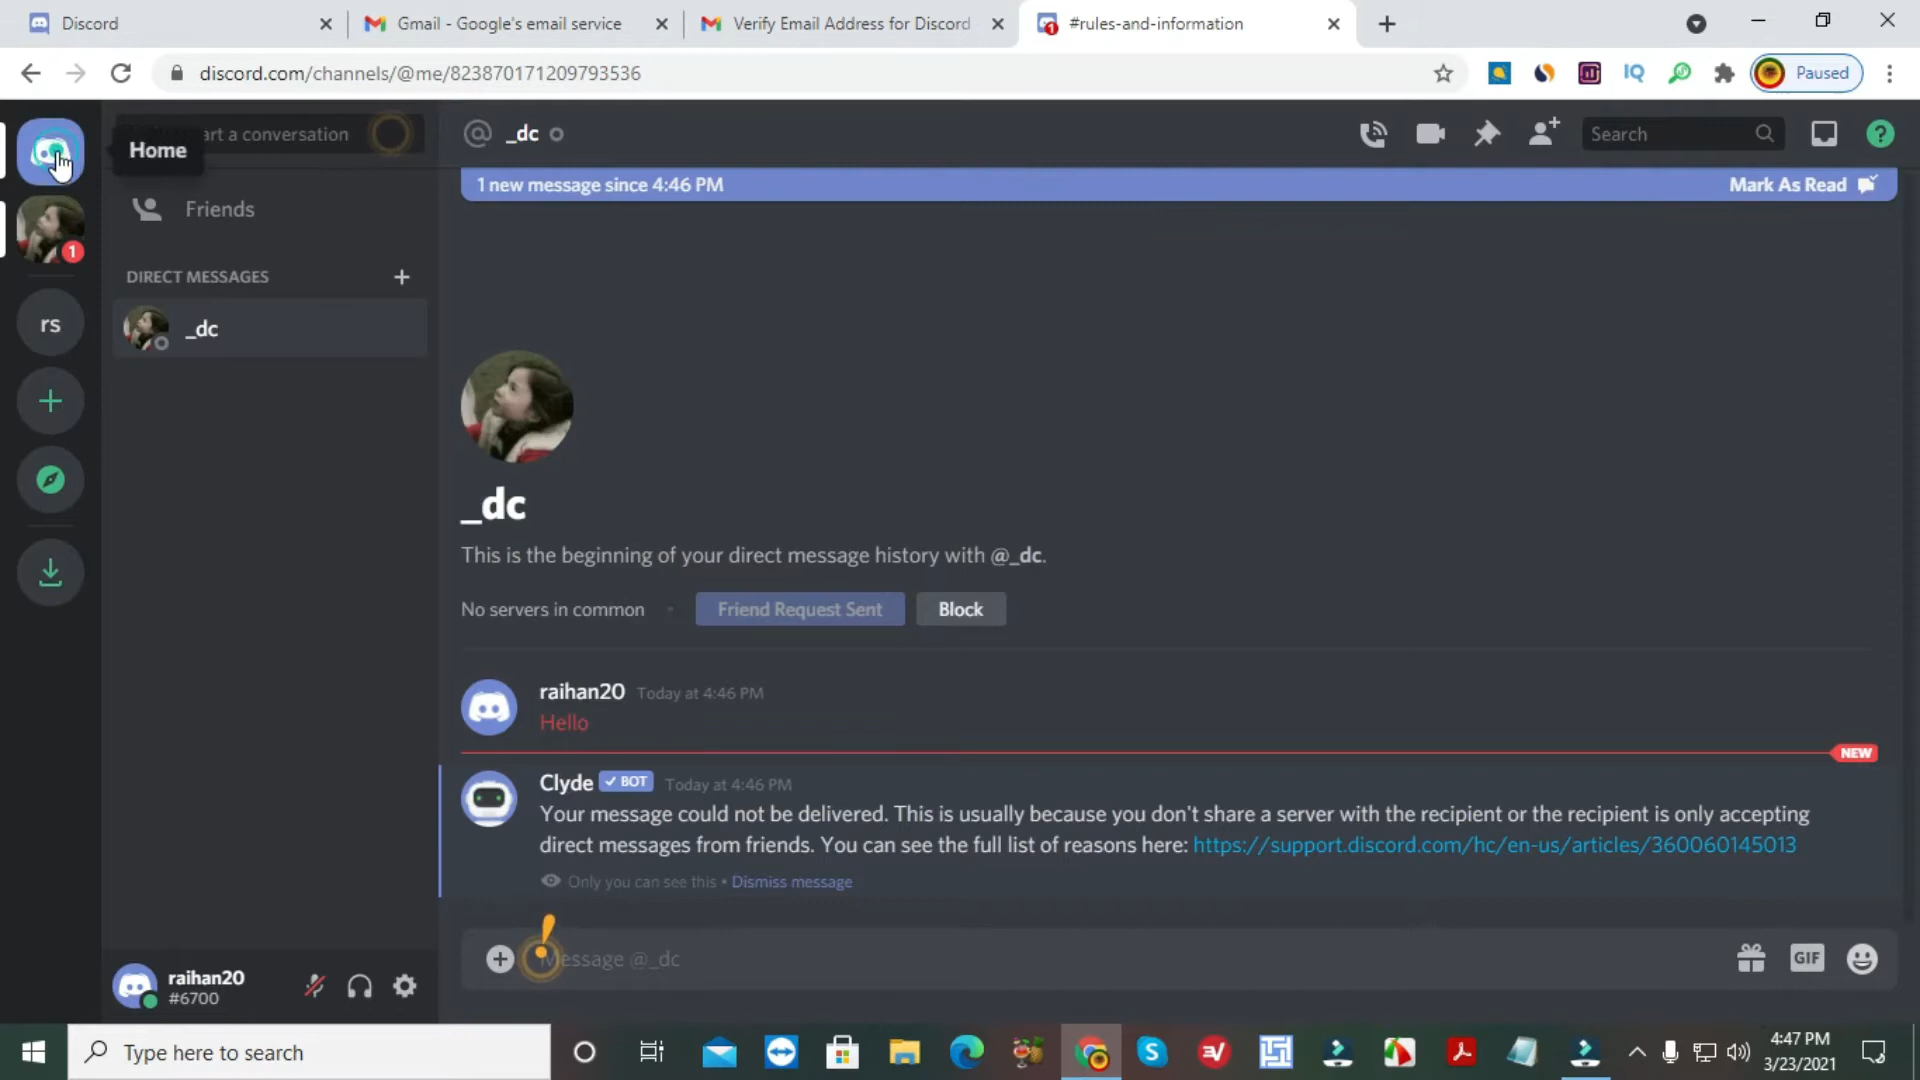 Discord
Gmail - Google's email service
Verify Email Address for Discord
#rules-and-information
discord.com/channels/@me/823870171209793536
IQ
Paused
Home
art a conversation
_dc
Search
1 new message since 4:46 PM
Mark As Read
Friends
1
DIRECT MESSAGES
_dc
rs
_dc
This is the beginning of your direct message history with @_dc.
No servers in common
Friend Request Sent
Block
raihan20 Today at 4:46 PM
Hello
NEW
Clyde BOT Today at 4:46 PM
Your message could not be delivered. This is usually because you don't share a server with the recipient or the recipient is only accepting
direct messages from friends. You can see the full list of reasons here: https://support.discord.com/hc/en-us/articles/360060145013
Only you can see this • Dismiss message
Message @_dc
GIF
raihan20
#6700
Type here to search
4:47 PM
3/23/2021